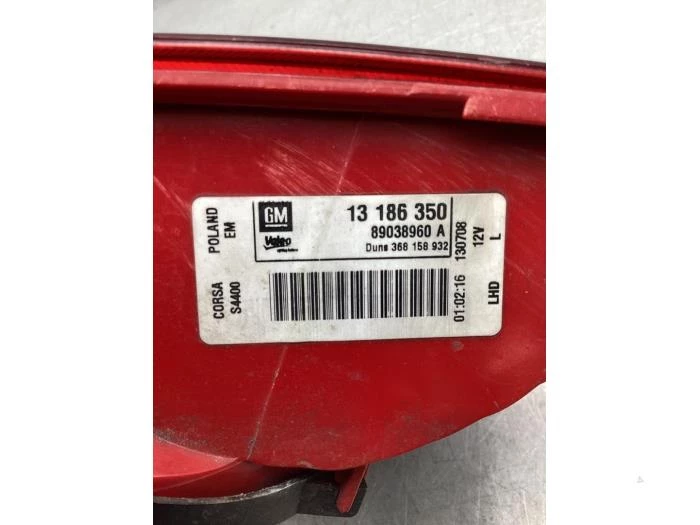 GM
13 186 350
Valeo
89038960 A
Duns 368 158 932
POLAND
EM
CORSA
S4400
01:02:16 130708
12V
L
LHD